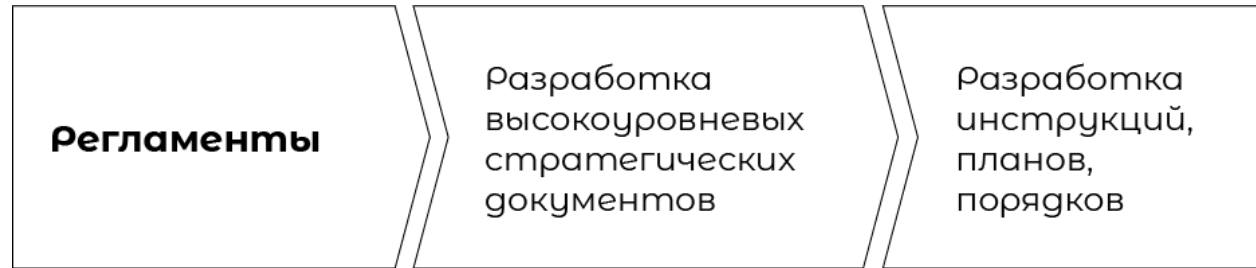 Регламенты
Разработка
высокоуровневых
стратегических
документов
Разработка
инструкций,
планов,
порядков